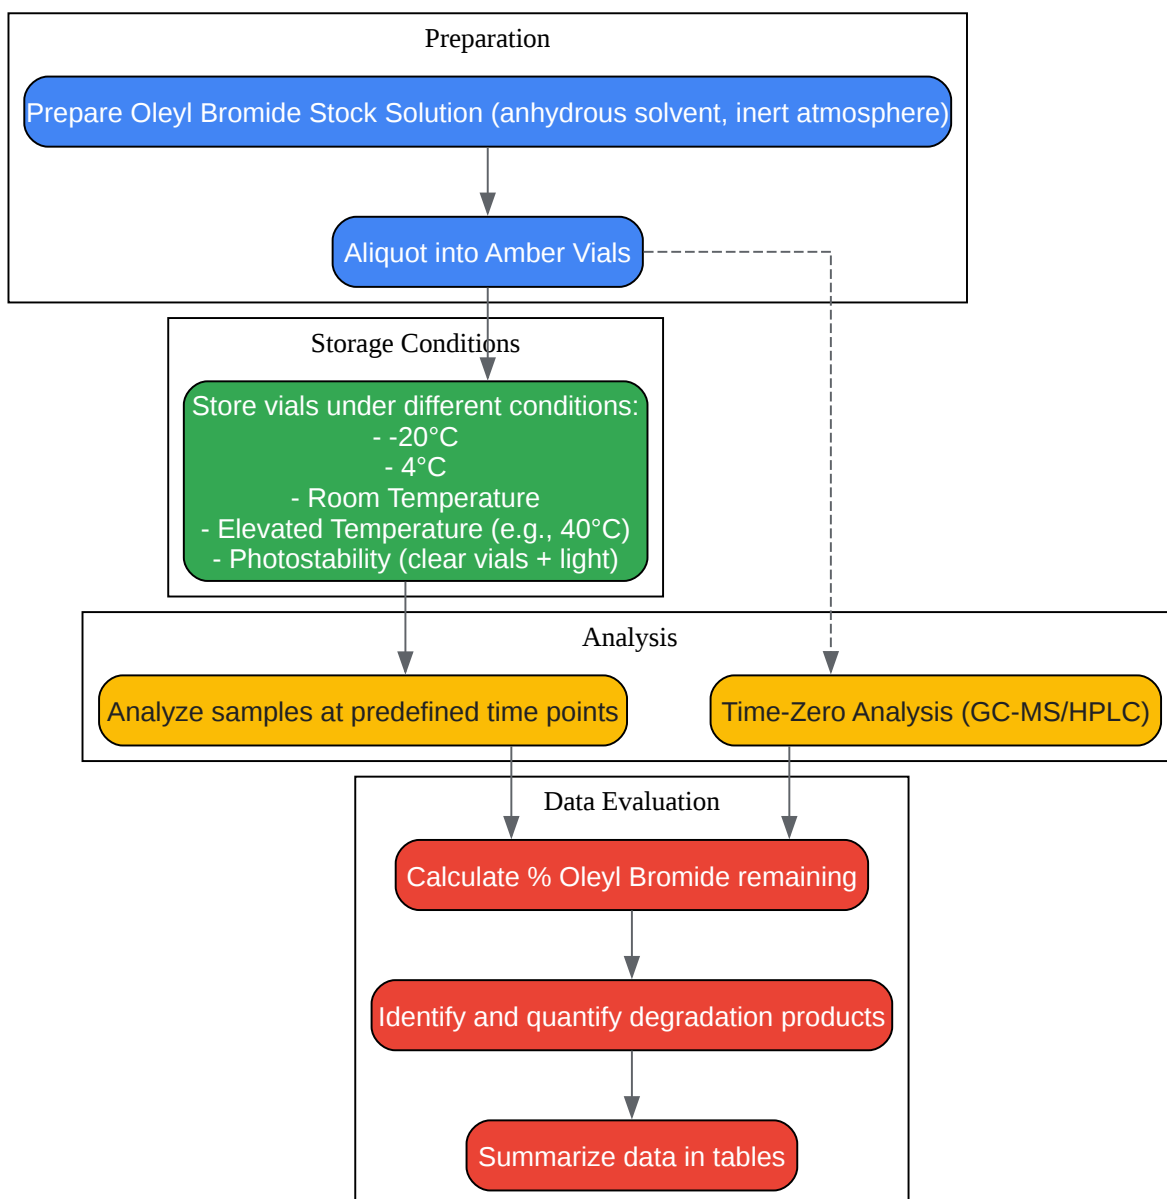 Preparation
Prepare Oleyl Bromide Stock Solution (anhydrous solvent, inert atmosphere)
Aliquot into Amber Vials
Storage Conditions
Store vials under different conditions:
- -20°C
- 4°C
- Room Temperature
- Elevated Temperature (e.g., 40°C)
- Photostability (clear vials + light)
Analysis
Analyze samples at predefined time points
Time-Zero Analysis (GC-MS/HPLC)
Data Evaluation
Calculate % Oleyl Bromide remaining
Identify and quantify degradation products
Summarize data in tables